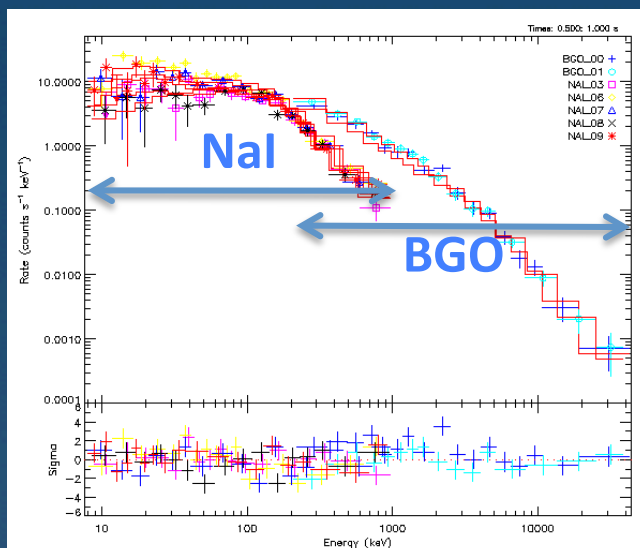 Times: 0.500: 1.000 s
BGO_00
BGO_01
NAI_03
NAI_06
NAI_07
NAI_08
NAI_09
10.0000
1.0000
0.1000
0.0100
0.0010
0.0001
Rate (counts s⁻¹ keV⁻¹)
NaI
BGO
6
4
2
0
-2
-4
-6
Sigma
10
100
1000
10000
Energy (keV)